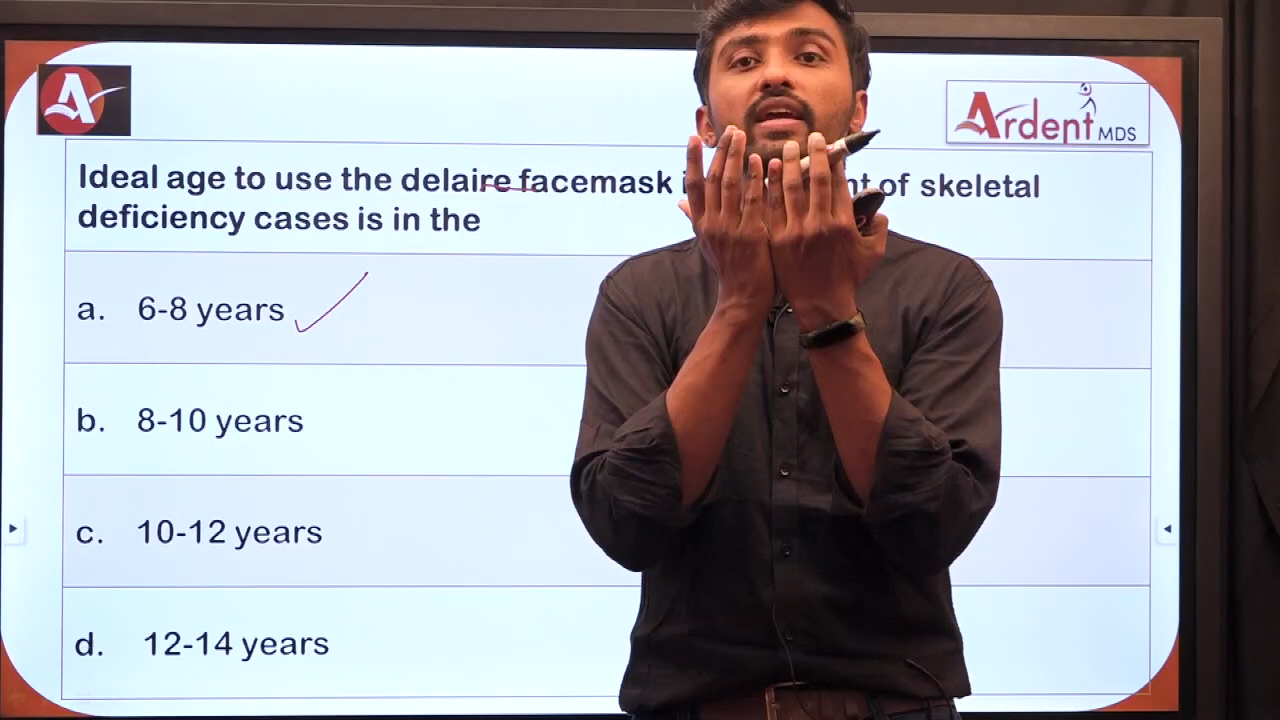 A
Ardent MDS
Ideal age to use the delaire facemask nt of skeletal
deficiency cases is in the
a. 6-8 years
b. 8-10 years
c. 10-12 years
d. 12-14 years